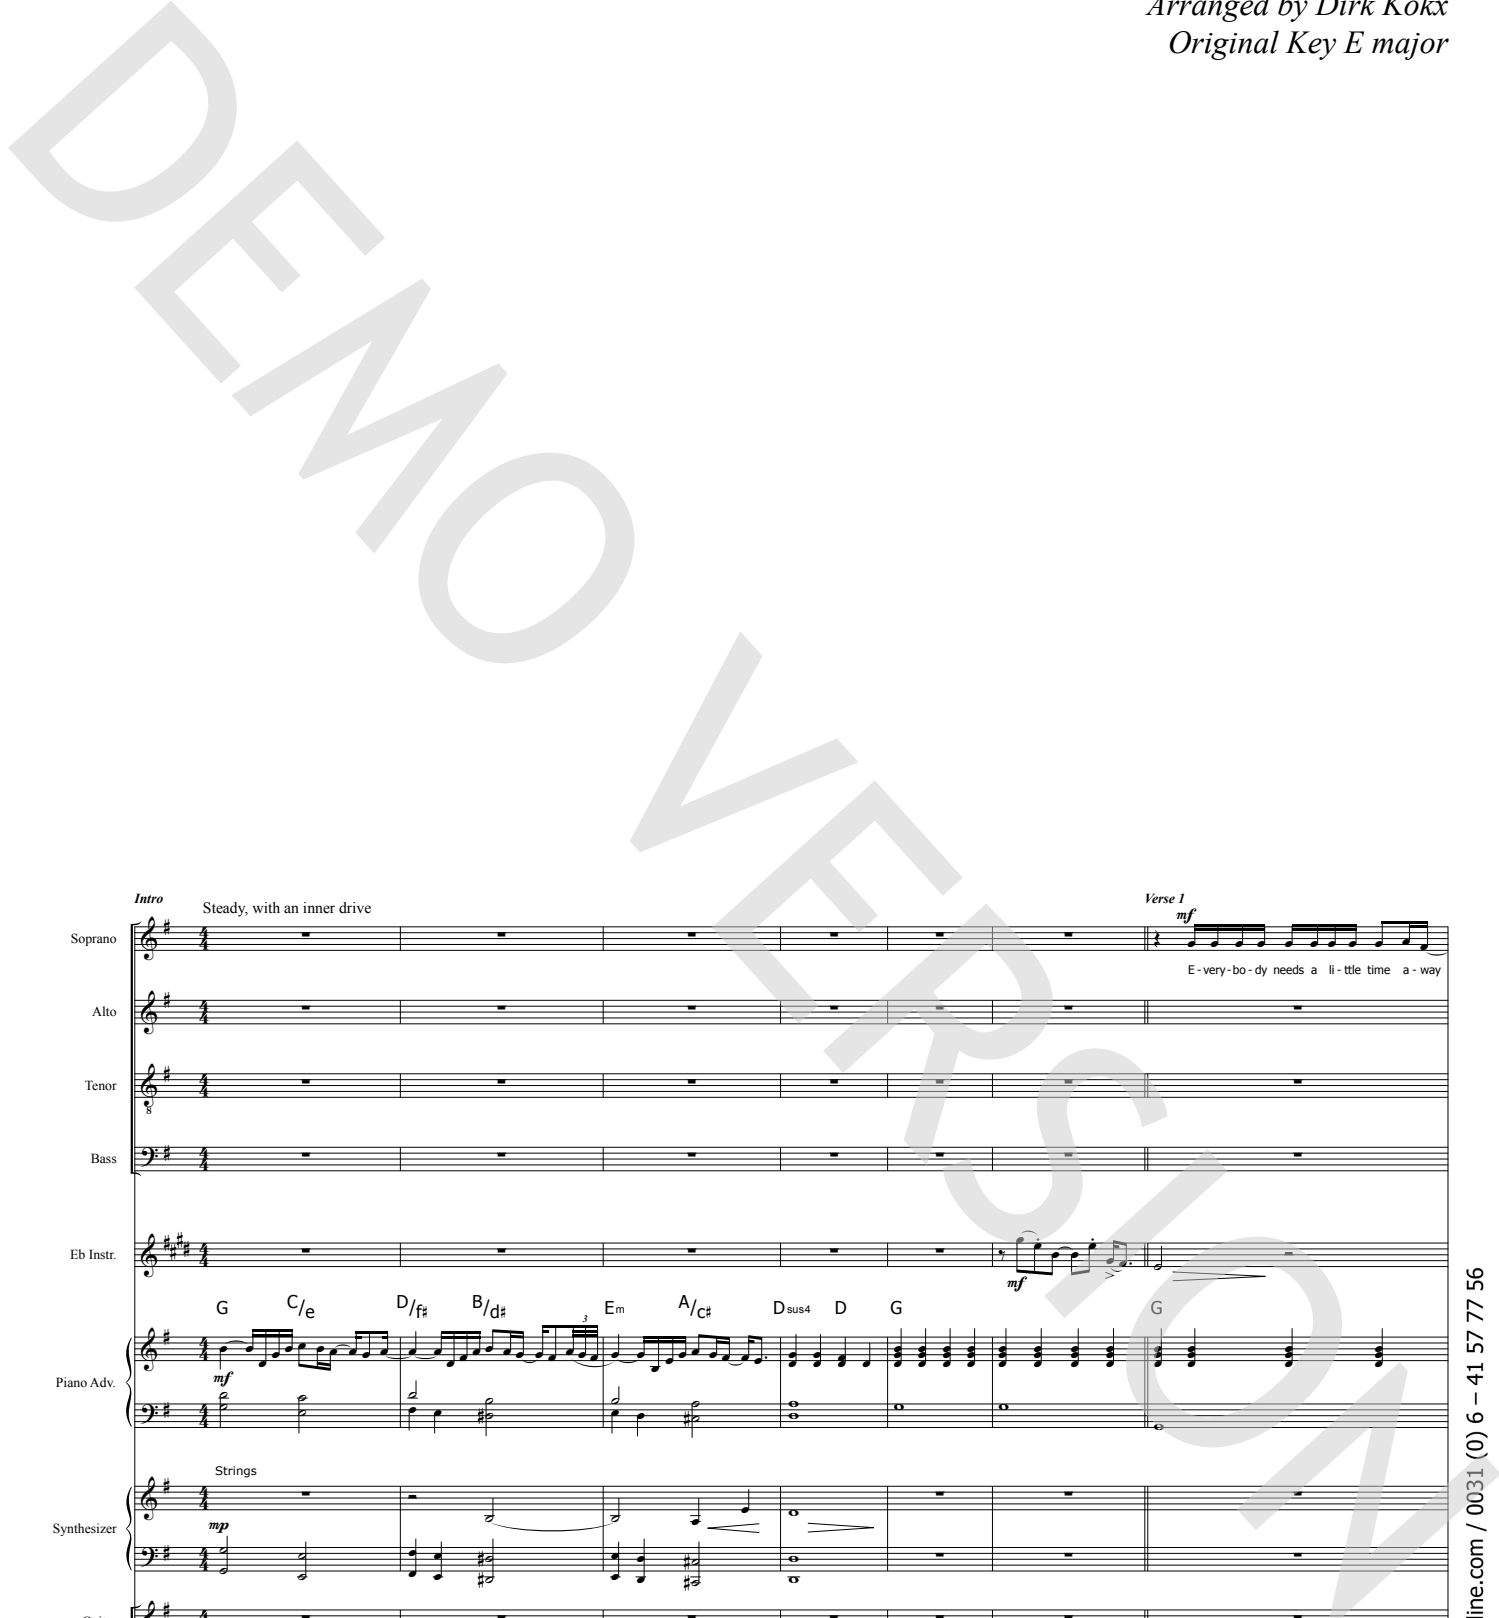 Arranged by Dirk Kokx
Original Key E major
DEMO VERSION
Intro
Steady, with an inner drive
Verse 1
mf
Soprano
E - very - bo - dy needs a li - ttle time a - way
Alto
Tenor
8
Bass
Eb Instr.
mf
G C/e D/f# B/d# Em A/c# Dsus4 D G G
3
Piano Adv.
mf
Strings
Synthesizer
mp
line.com / 0031 (0) 6 – 41 57 77 56